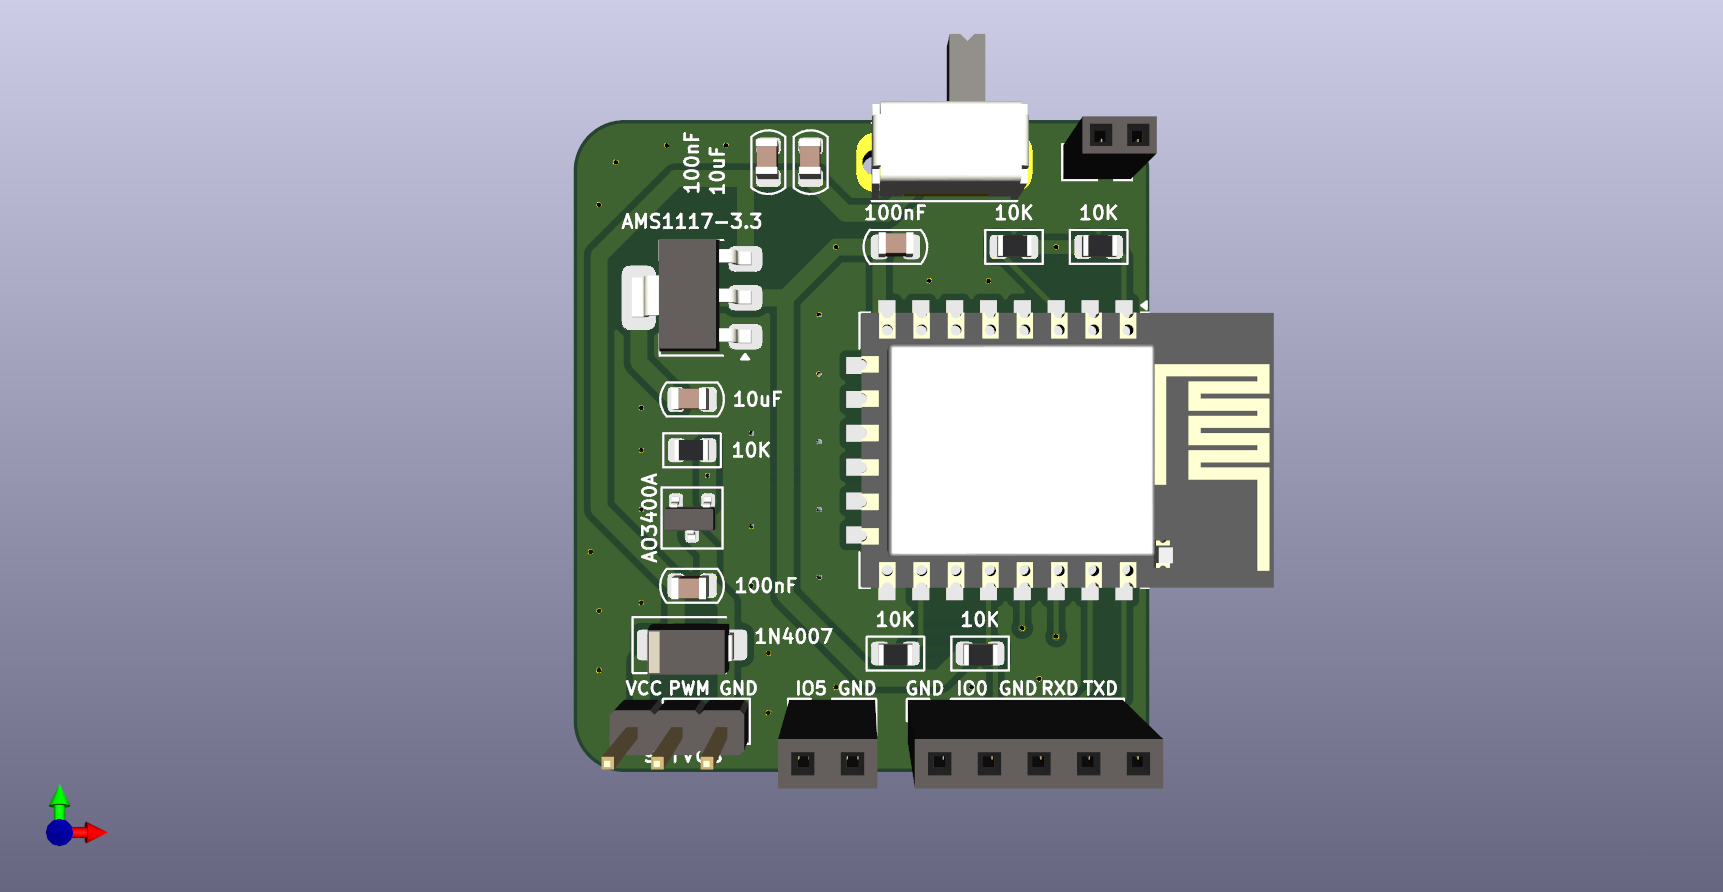 100nF
10uF
AMS1117-3.3
100nF
10K
10K
10uF
10K
AO3400A
100nF
1N4007
10K
10K
VCC PWM GND
IO5 GND
GND IO0 GND RXD TXD